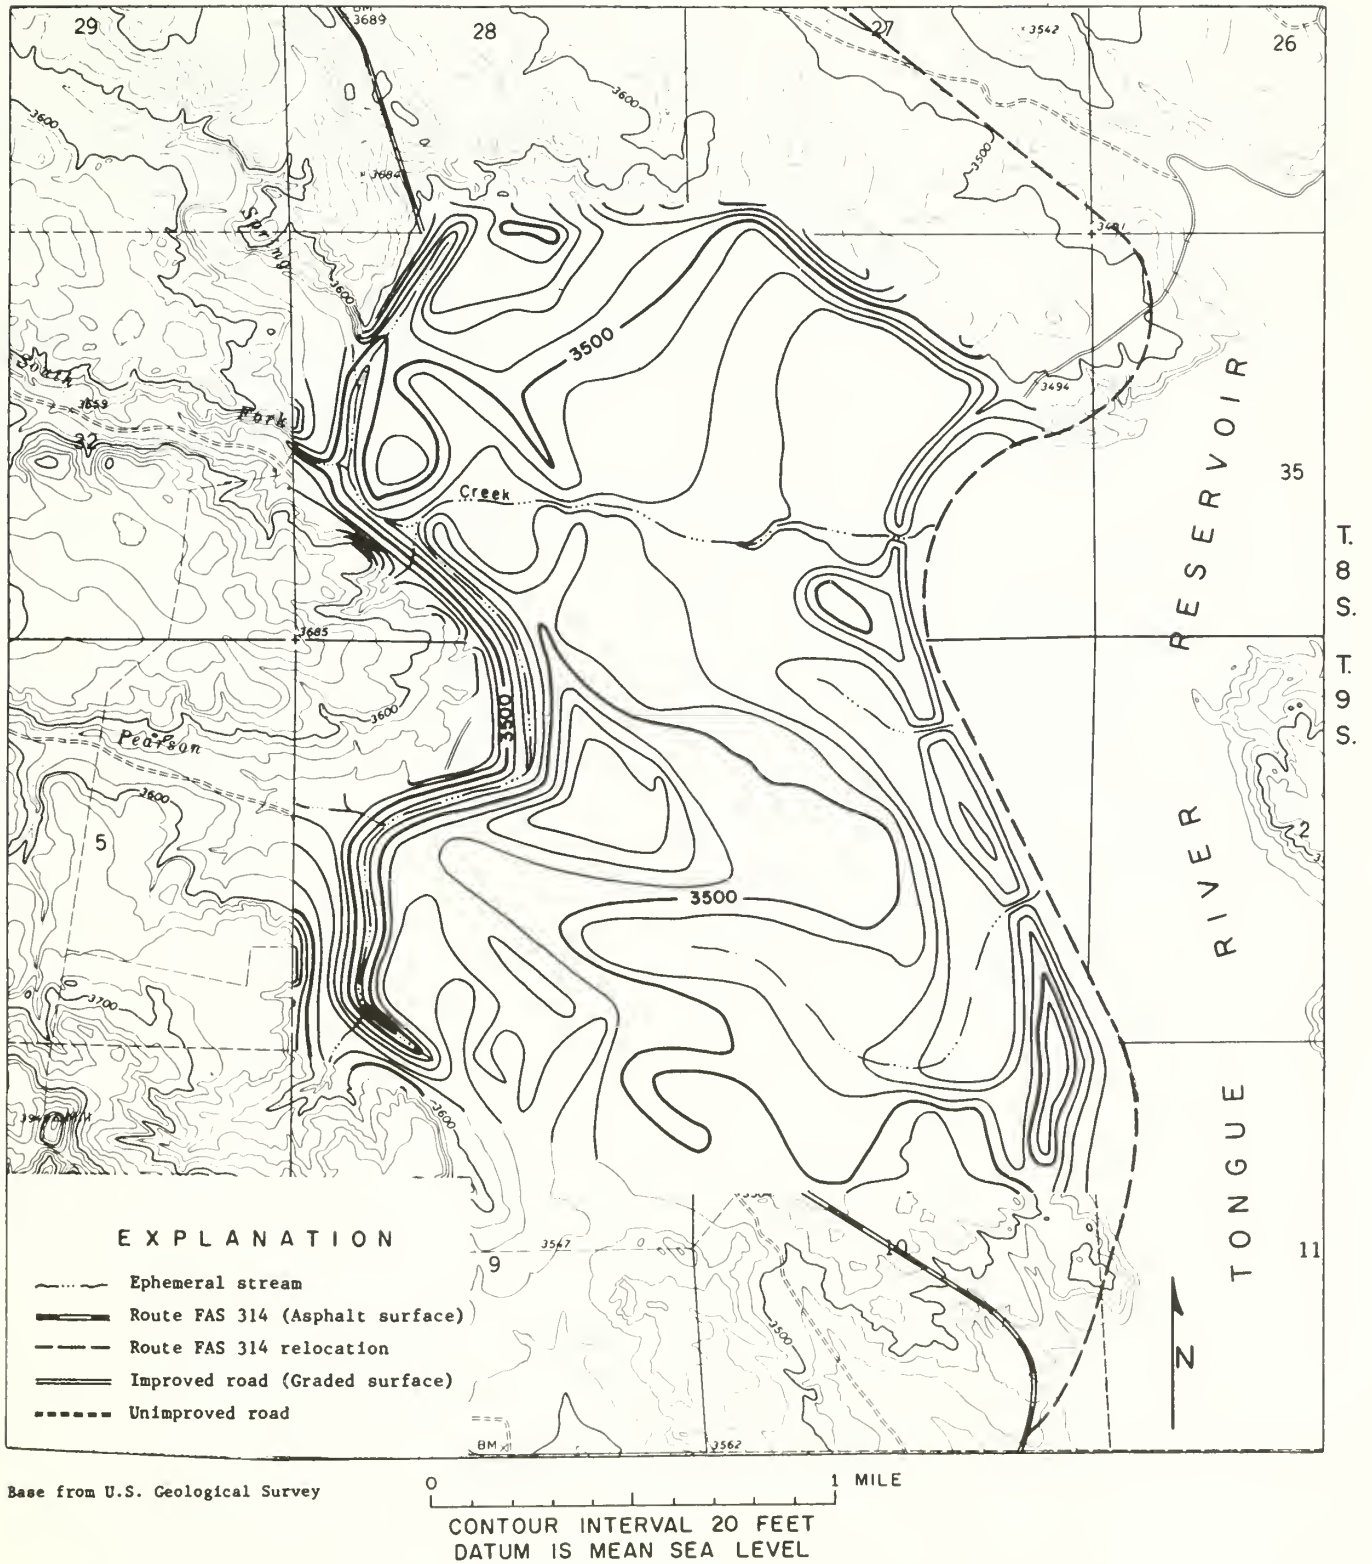 BM
3689
29
28
27
3542
26
3600
3600
3500
3684
Spring
3600
3500
South
3494
3659
Fork
32
Creek
35
RESERVOIR
T.
8
S.
3685
T.
9
S.
3600
3500
Pearson
3600
5
2
3500
RIVER
3700
3600
TONGUE
EXPLANATION
Ephemeral stream
Route FAS 314 (Asphalt surface)
Route FAS 314 relocation
Improved road (Graded surface)
Unimproved road
9
3547
10
11
3500
N
BM
3562
Base from U.S. Geological Survey
0 1 MILE
CONTOUR INTERVAL 20 FEET
DATUM IS MEAN SEA LEVEL